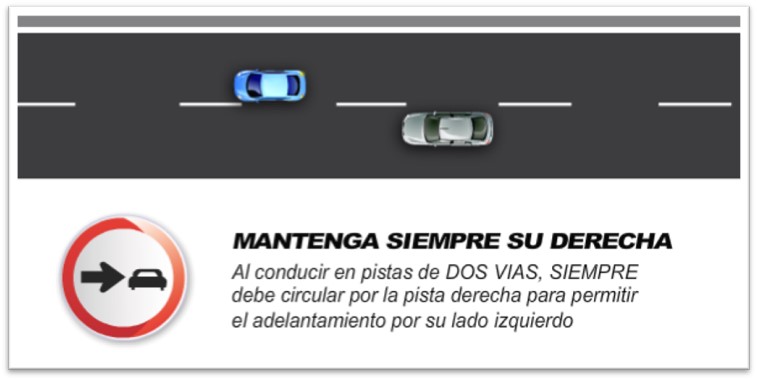 MANTENGA SIEMPRE SU DERECHA
Al conducir en pistas de DOS VIAS, SIEMPRE
debe circular por la pista derecha para permitir
el adelantamiento por su lado izquierdo